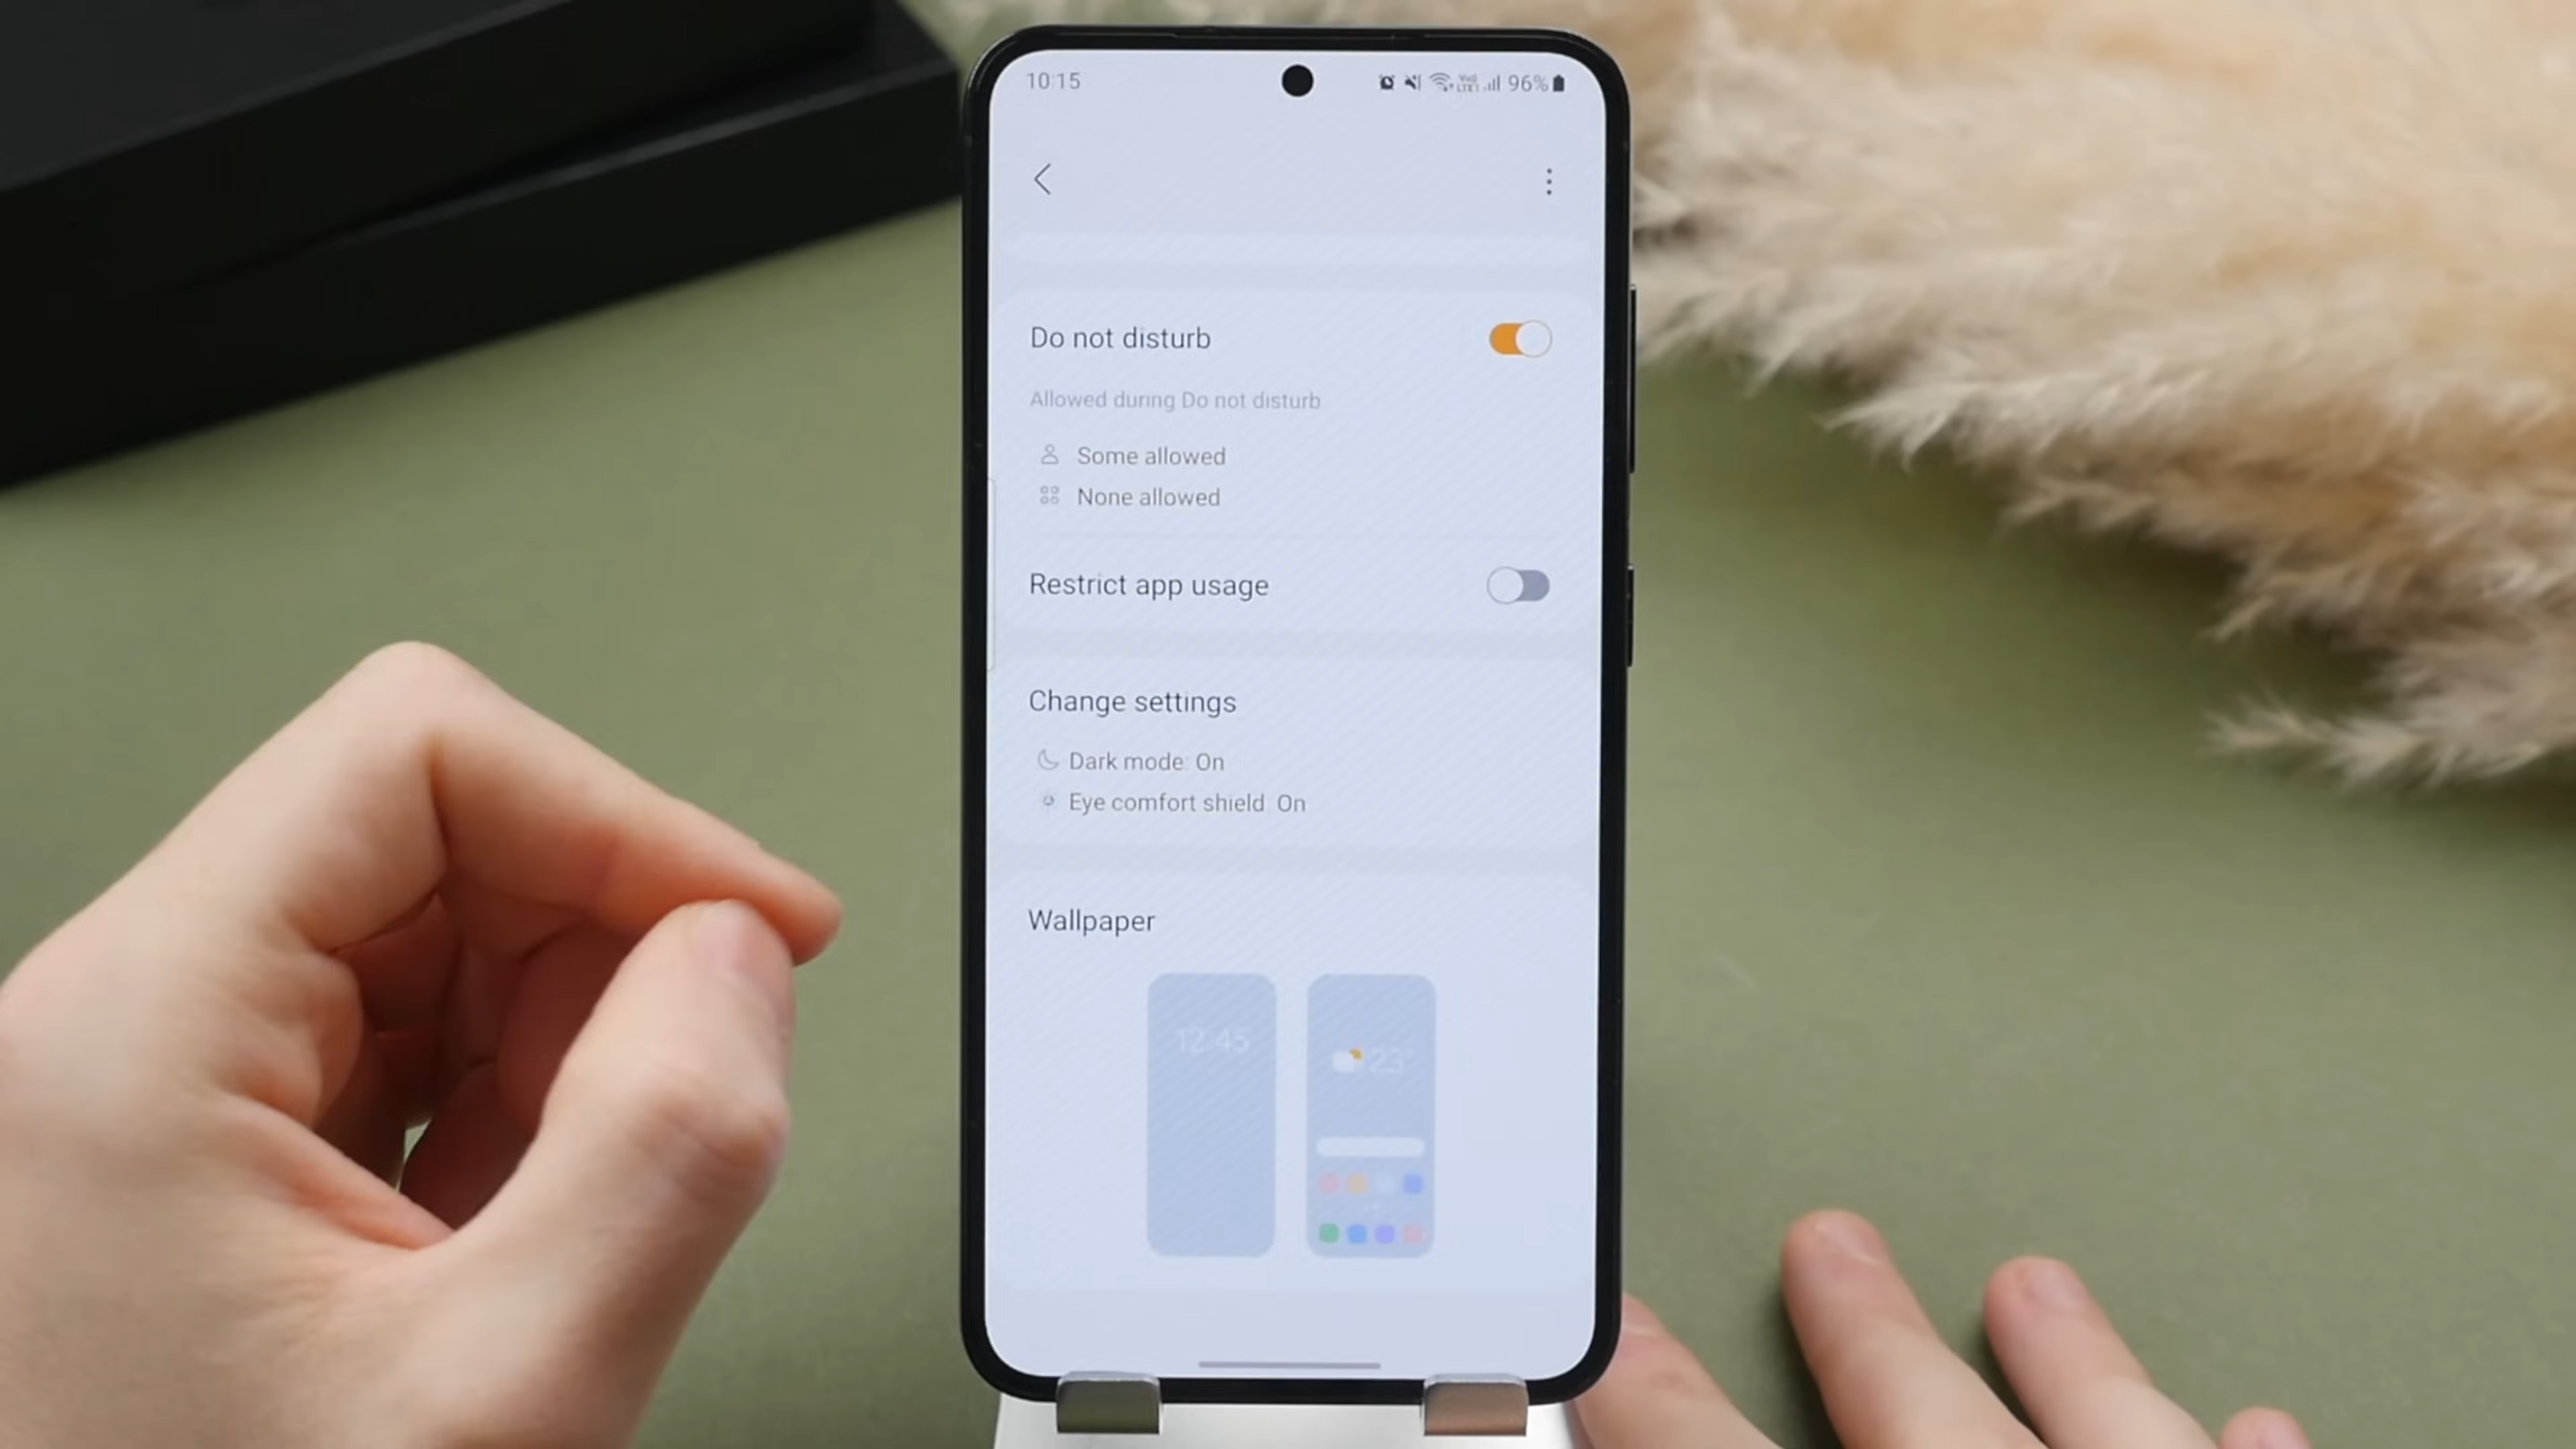 10:15
96%
Do not disturb
Allowed during Do not disturb
Some allowed
None allowed
Restrict app usage
Change settings
Dark mode: On
Eye comfort shield: On
Wallpaper
12:45
23°